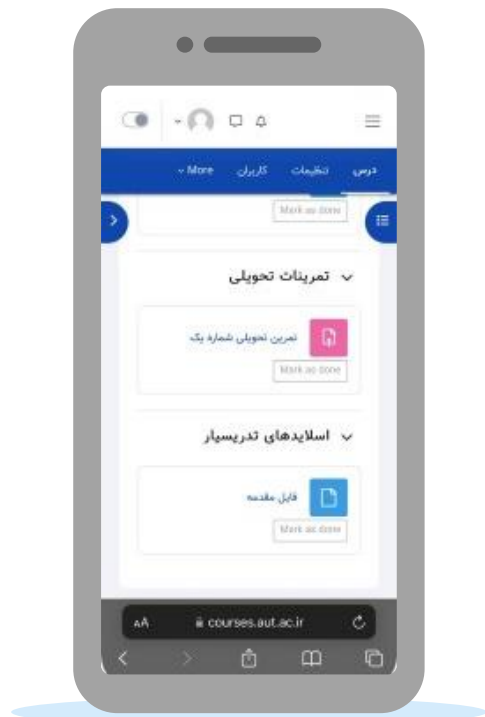 درس تنظیمات کاربران More
Mark as done
تمرینات تحویلی
تمرین تحویلی شماره یک
Mark as done
اسلایدهای تدریسیار
فایل مقدمه
Mark as done
AA courses.aut.ac.ir